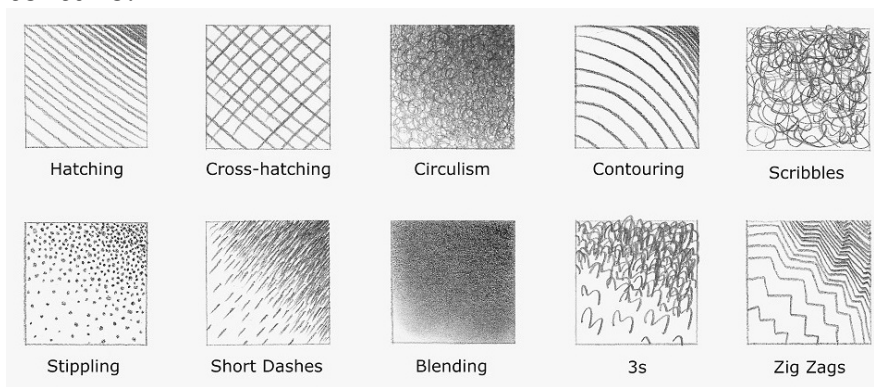 Hatching
Cross-hatching
Circulism
Contouring
Scribbles
Stippling
Short Dashes
Blending
3s
Zig Zags